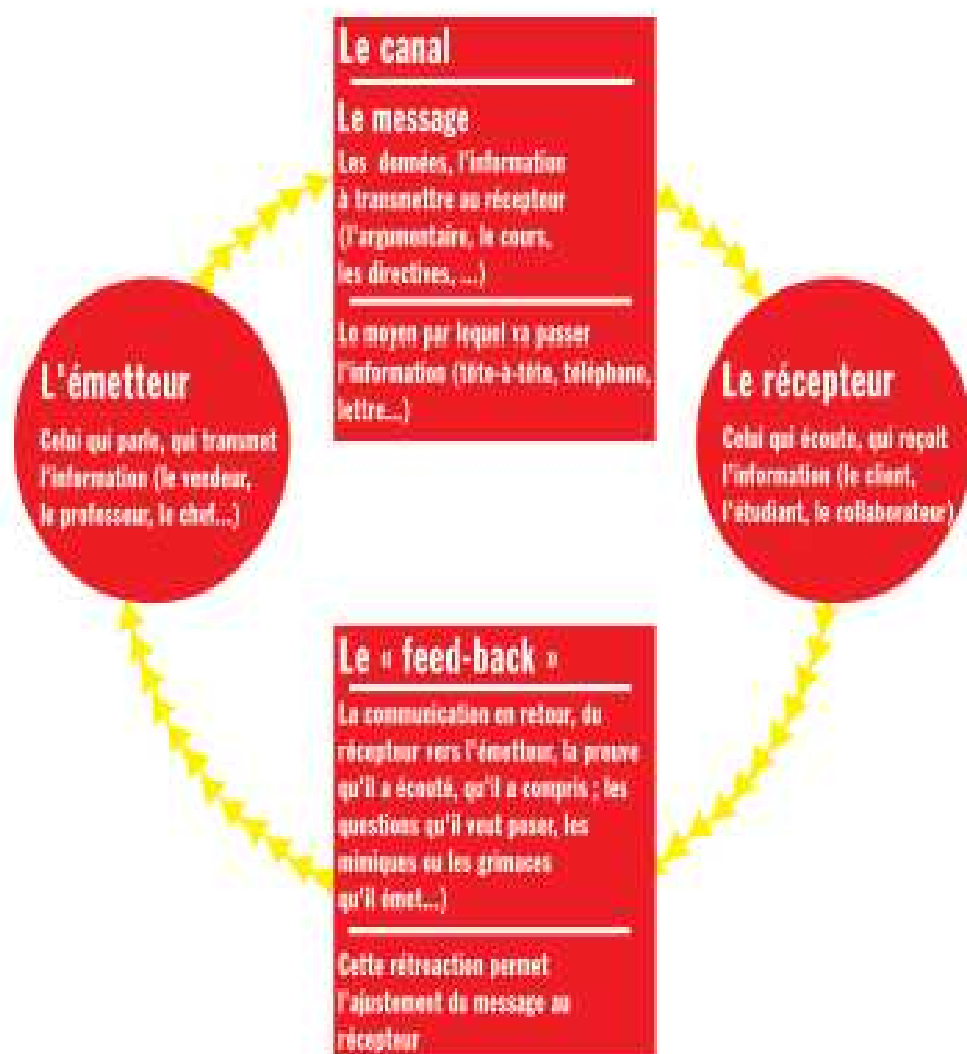 Le canal
Le message
Les données, l'information
à transmettre au récepteur
(l'argumentaire, le cours,
les directives, ...)
Le moyen par lequel va passer
l'information (tête-à-tête, téléphone,
lettre...)
L'émetteur
Celui qui parle, qui transmet
l'information (le vendeur,
le professeur, le chef...)
Le récepteur
Celui qui écoute, qui reçoit
l'information (le client,
l'étudiant, le collaborateur)
Le « feed-back »
La communication en retour, du
récepteur vers l'émetteur, la preuve
qu'il a écouté, qu'il a compris ; les
questions qu'il veut poser, les
mimiques ou les grimaces
qu'il émet...)
Cette rétroaction permet
l'ajustement du message au
récepteur